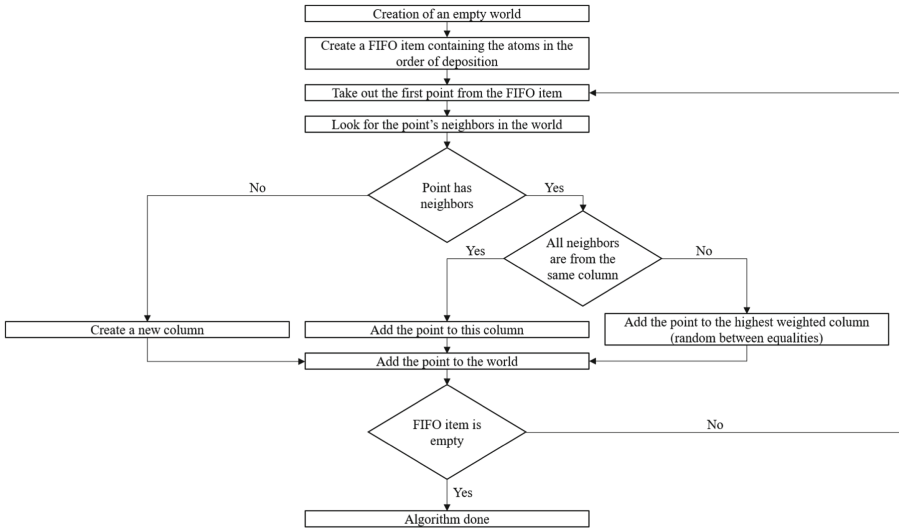 Creation of an empty world
Create a FIFO item containing the atoms in the
order of deposition
Take out the first point from the FIFO item
Look for the point's neighbors in the world
Point has
neighbors
No
Yes
All neighbors
are from the
same column
Yes
No
Create a new column
Add the point to this column
Add the point to the highest weighted column
(random between equalities)
Add the point to the world
FIFO item is
empty
No
Yes
Algorithm done